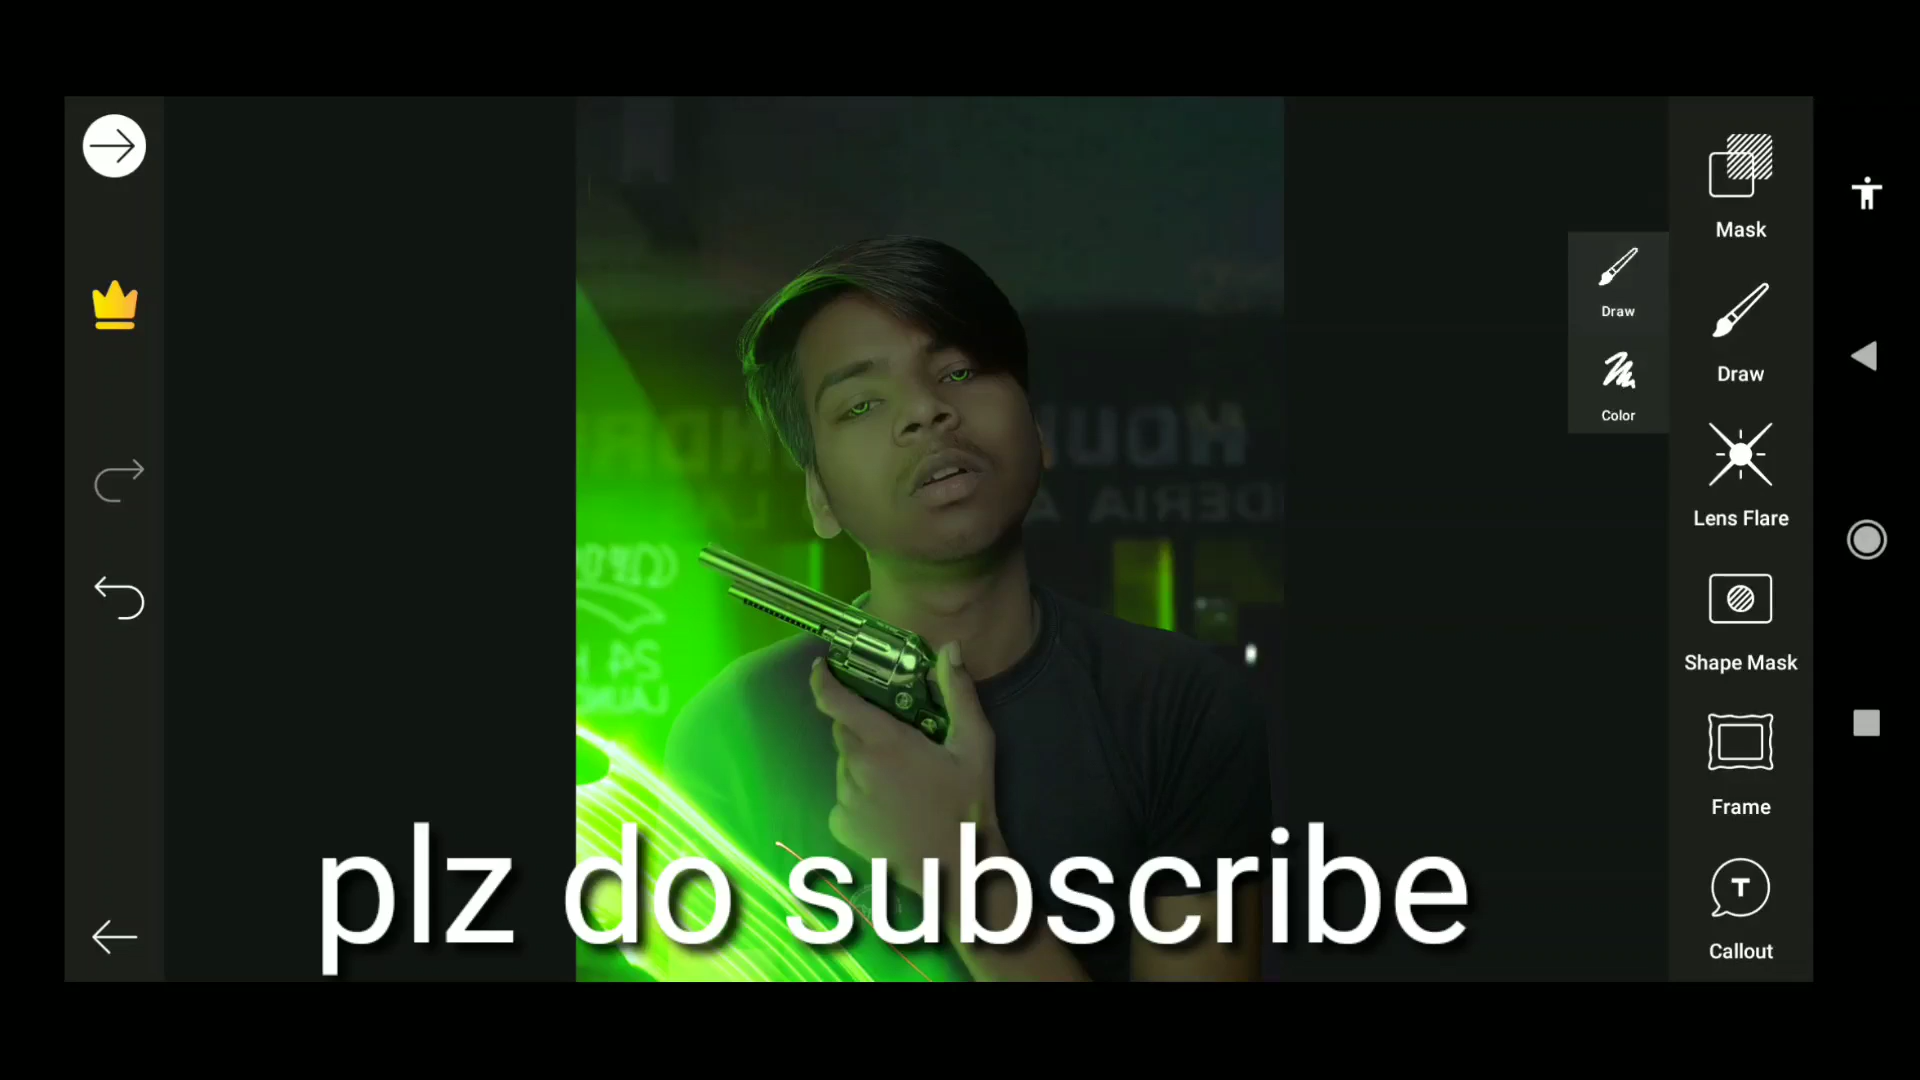 Mask
Draw
Draw
Color
Lens Flare
Shape Mask
Frame
T
Callout
plz do subscribe